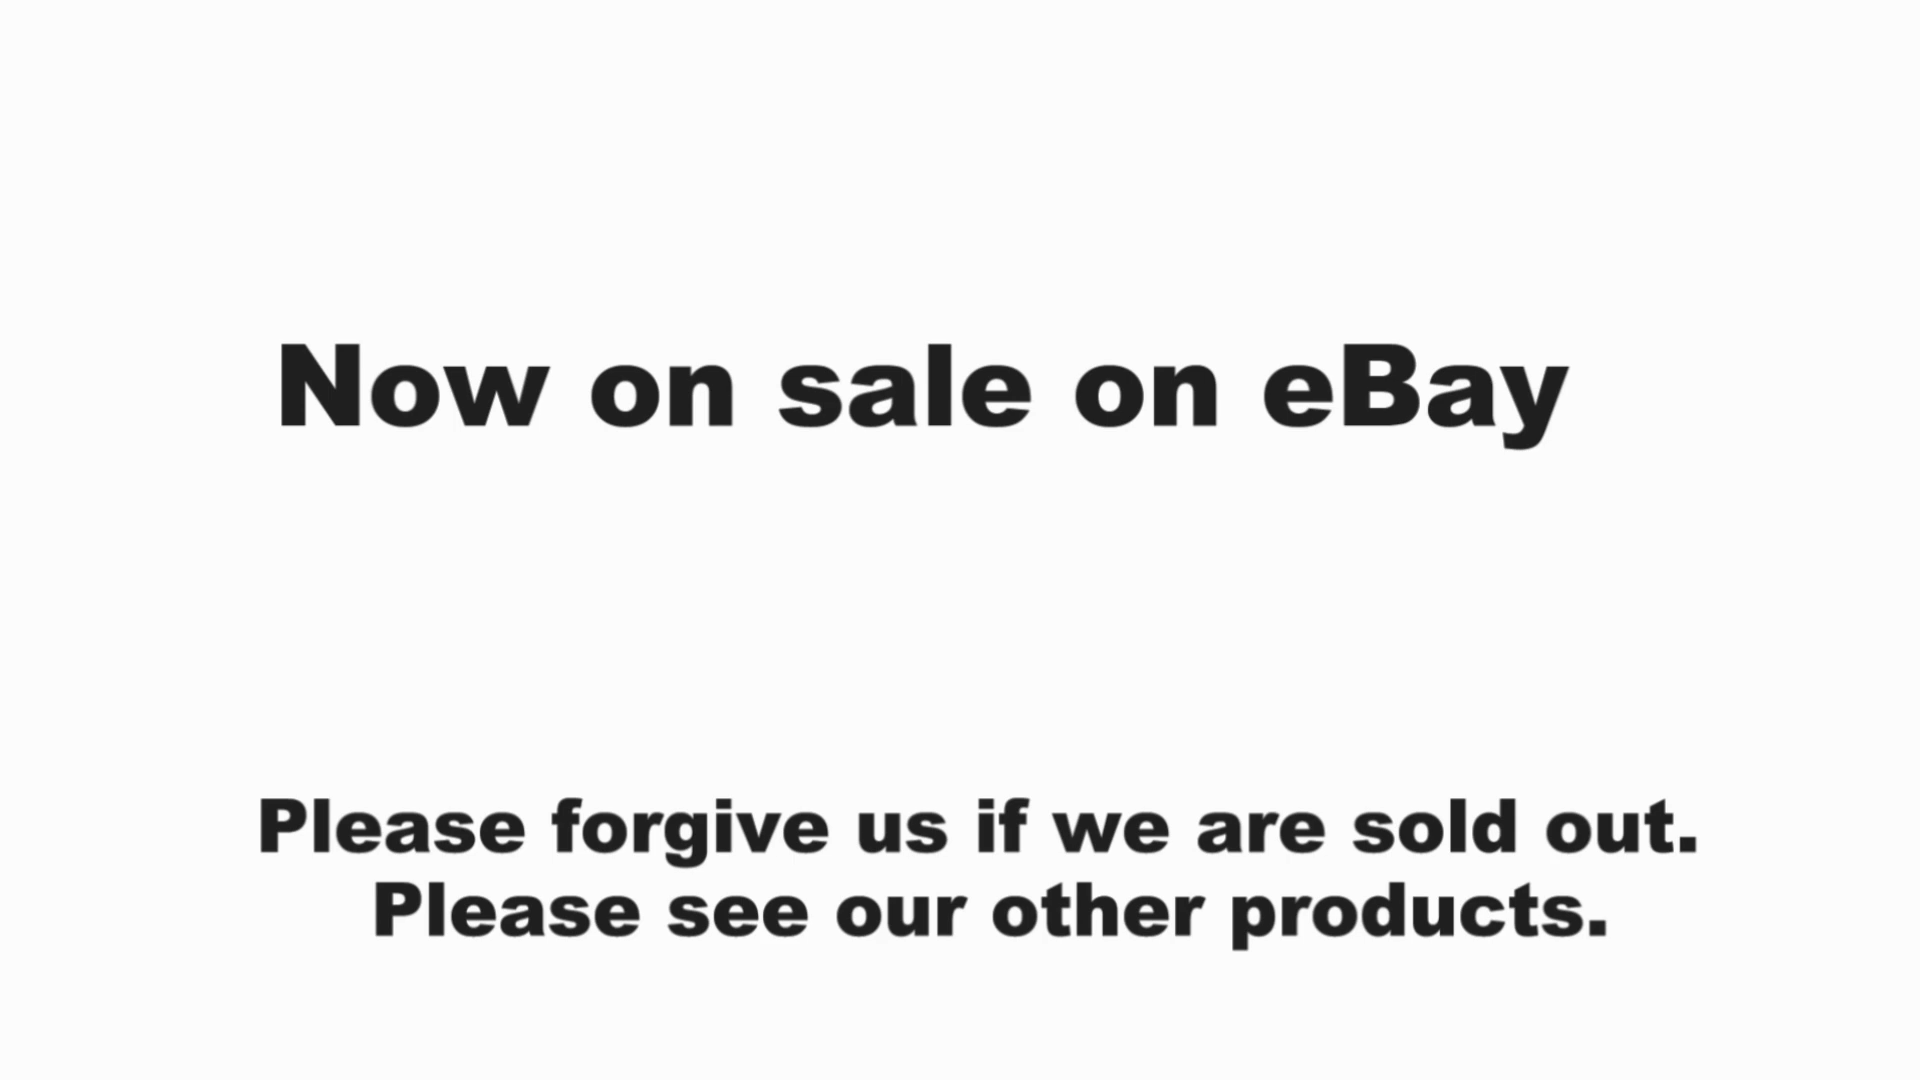 Now on sale on eBay
Please forgive us if we are sold out.
Please see our other products.